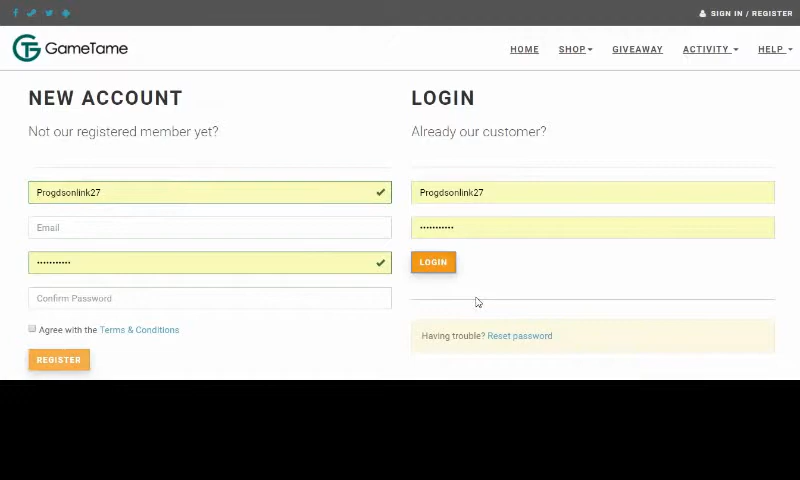 SIGN IN / REGISTER
GameTame
HOME SHOP GIVEAWAY ACTIVITY HELP
NEW ACCOUNT
Not our registered member yet?
Progdsonlink27
Email
•••••••••••
Confirm Password
Agree with the Terms & Conditions
REGISTER
LOGIN
Already our customer?
Progdsonlink27
•••••••••••
LOGIN
Having trouble? Reset password